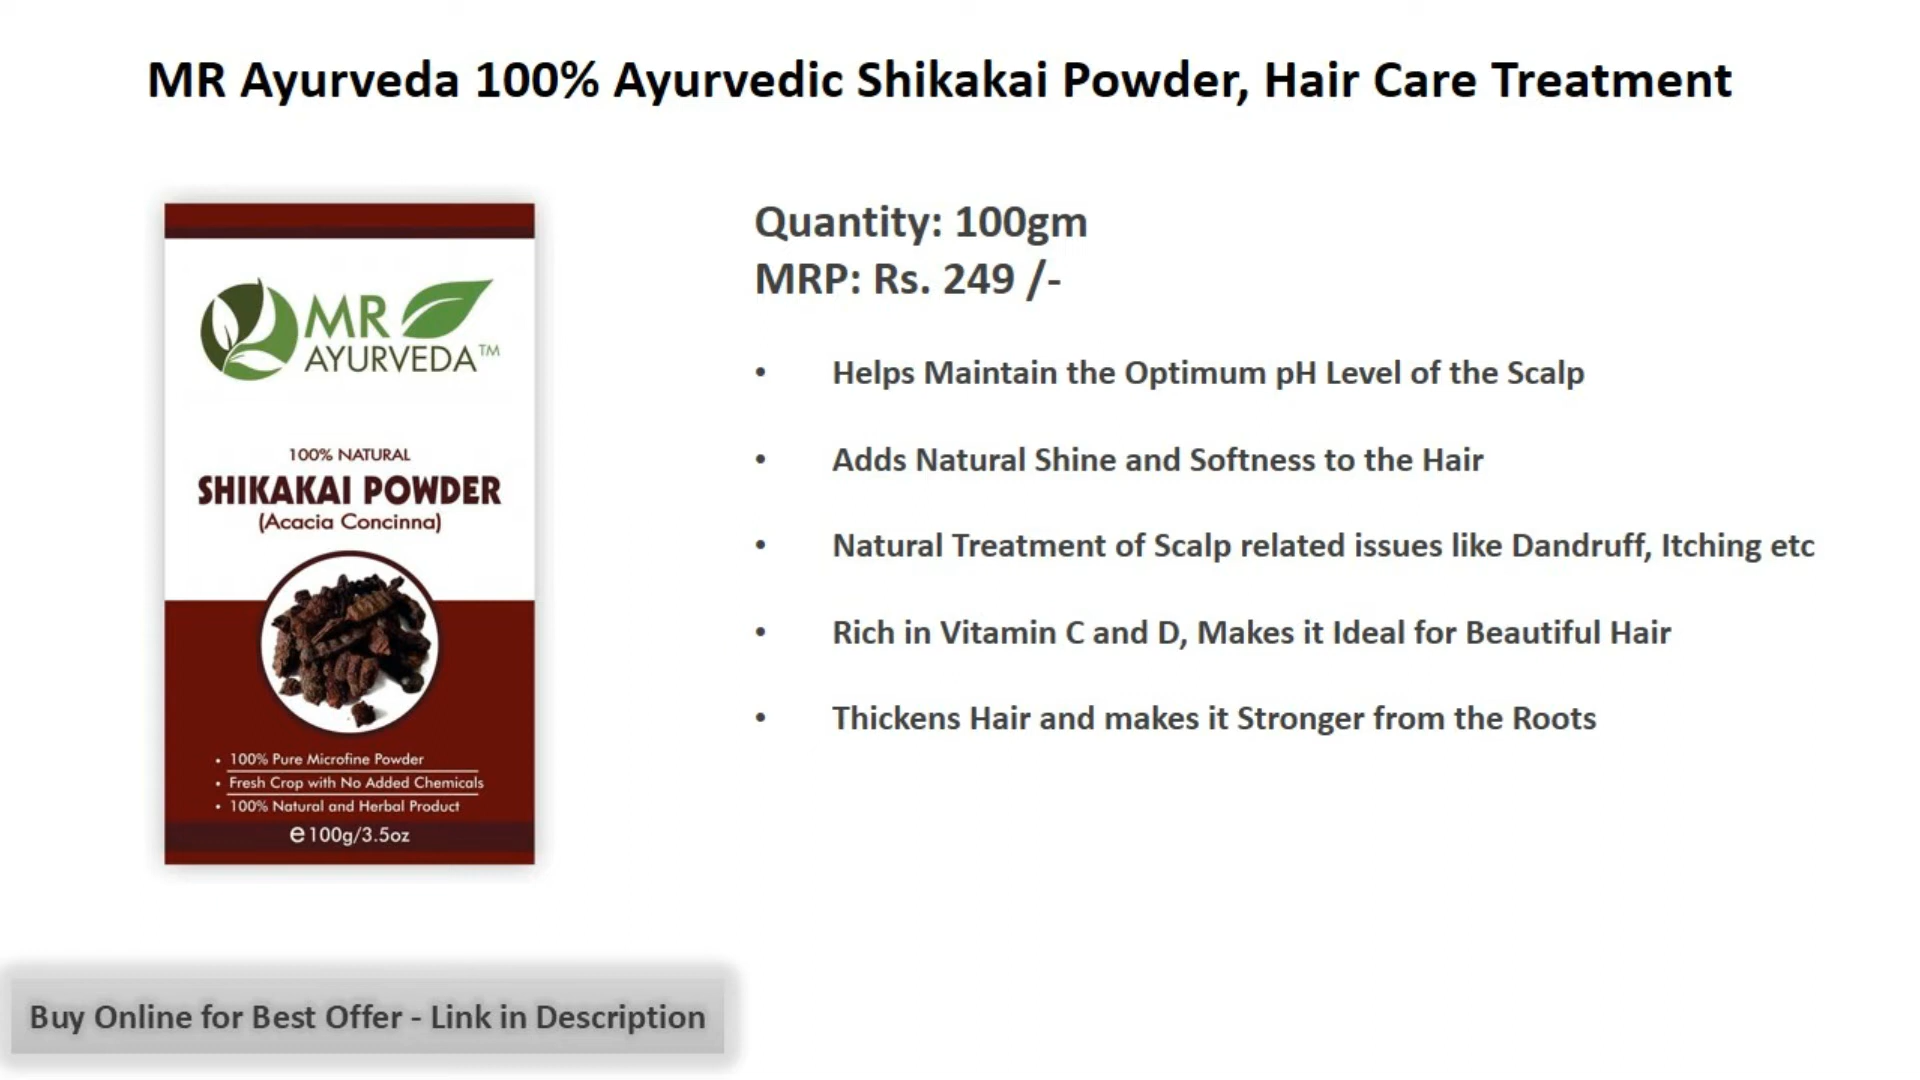 MR Ayurveda 100% Ayurvedic Shikakai Powder, Hair Care Treatment
MR
AYURVEDA™
100% NATURAL
SHIKAKAI POWDER
(Acacia Concinna)
• 100% Pure Microfine Powder
• Fresh Crop with No Added Chemicals
• 100% Natural and Herbal Product
e 100g/3.5oz
Quantity: 100gm
MRP: Rs. 249 /-
• Helps Maintain the Optimum pH Level of the Scalp
• Adds Natural Shine and Softness to the Hair
• Natural Treatment of Scalp related issues like Dandruff, Itching etc
• Rich in Vitamin C and D, Makes it Ideal for Beautiful Hair
• Thickens Hair and makes it Stronger from the Roots
Buy Online for Best Offer - Link in Description